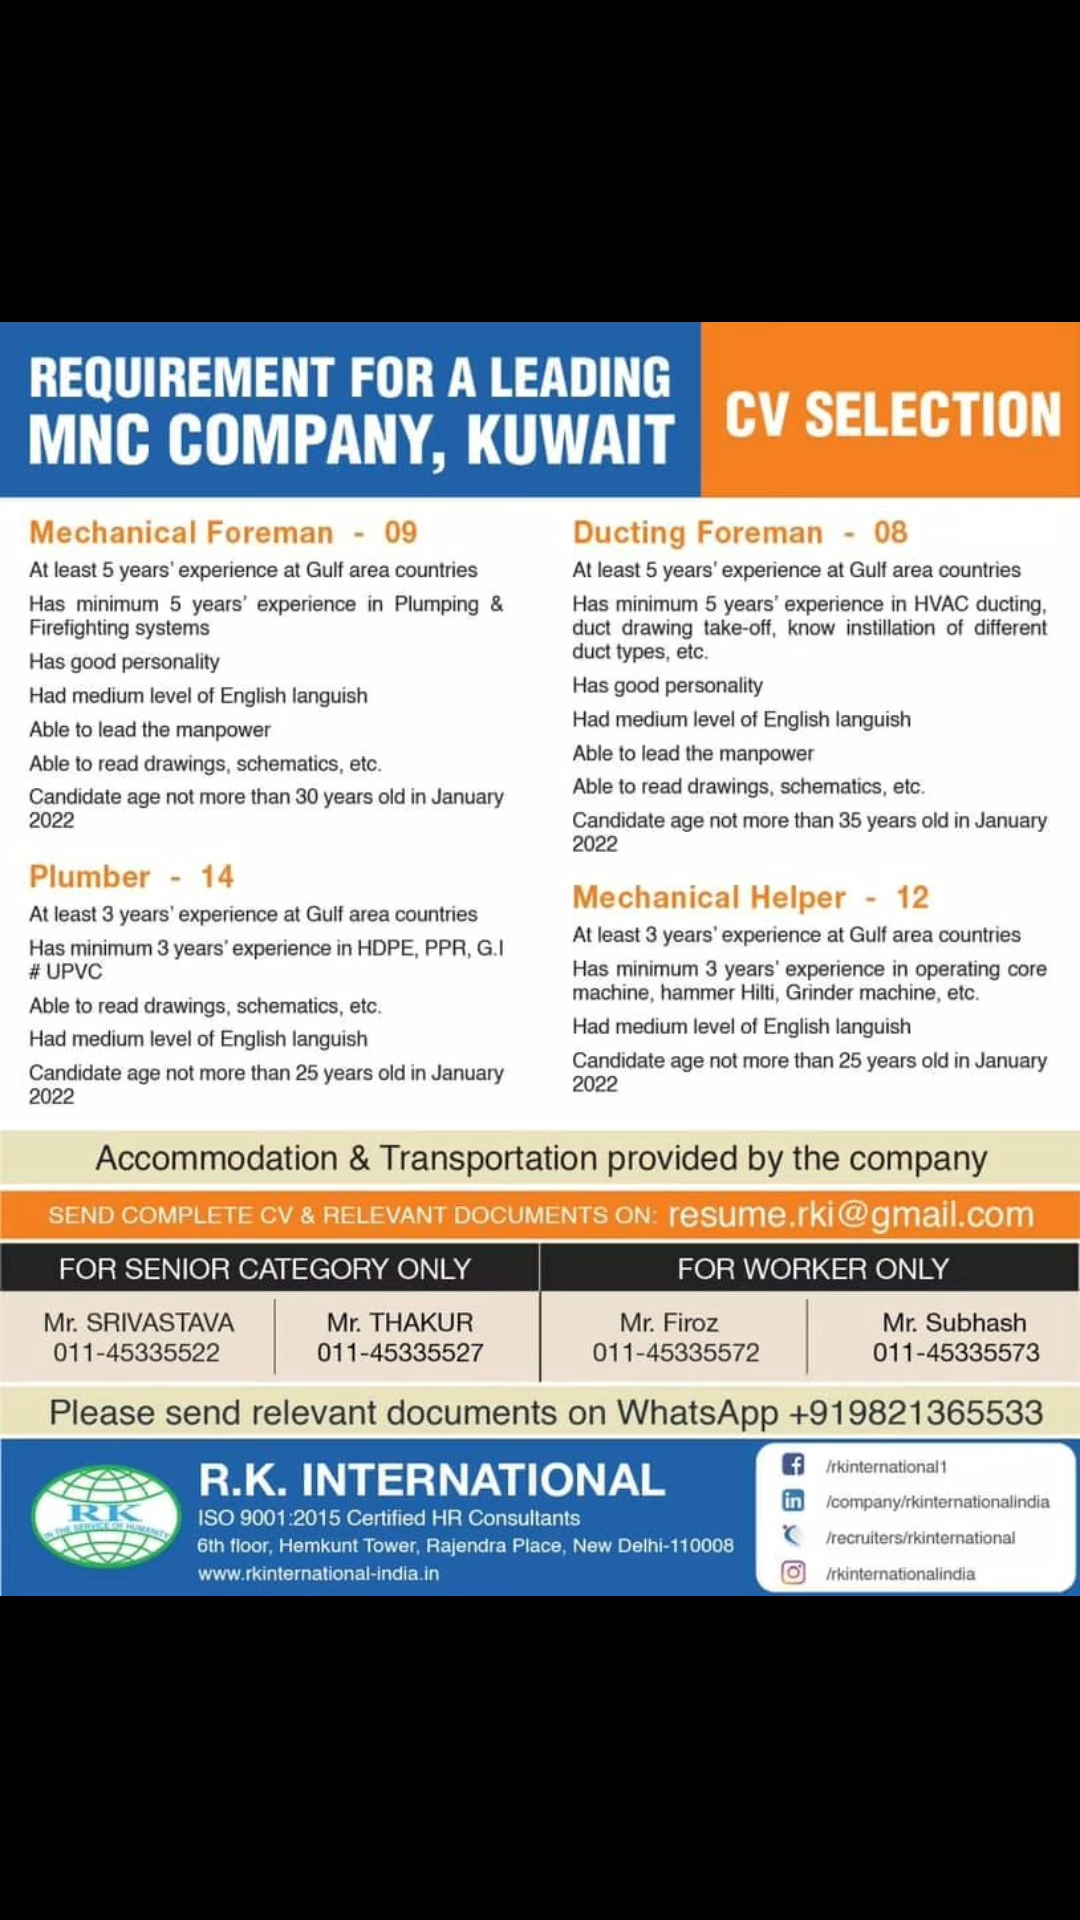 REQUIREMENT FOR A LEADING
MNC COMPANY, KUWAIT
CV SELECTION
Mechanical Foreman - 09
At least 5 years' experience at Gulf area countries
Has minimum 5 years' experience in Plumping &
Firefighting systems
Has good personality
Had medium level of English languish
Able to lead the manpower
Able to read drawings, schematics, etc.
Candidate age not more than 30 years old in January
2022
Plumber - 14
At least 3 years' experience at Gulf area countries
Has minimum 3 years' experience in HDPE, PPR, G.I
# UPVC
Able to read drawings, schematics, etc.
Had medium level of English languish
Candidate age not more than 25 years old in January
2022
Ducting Foreman - 08
At least 5 years' experience at Gulf area countries
Has minimum 5 years' experience in HVAC ducting,
duct drawing take-off, know instillation of different
duct types, etc.
Has good personality
Had medium level of English languish
Able to lead the manpower
Able to read drawings, schematics, etc.
Candidate age not more than 35 years old in January
2022
Mechanical Helper - 12
At least 3 years' experience at Gulf area countries
Has minimum 3 years' experience in operating core
machine, hammer Hilti, Grinder machine, etc.
Had medium level of English languish
Candidate age not more than 25 years old in January
2022
Accommodation & Transportation provided by the company
SEND COMPLETE CV & RELEVANT DOCUMENTS ON: resume.rki@gmail.com
FOR SENIOR CATEGORY ONLY
FOR WORKER ONLY
Mr. SRIVASTAVA
011-45335522
Mr. THAKUR
011-45335527
Mr. Firoz
011-45335572
Mr. Subhash
011-45335573
Please send relevant documents on WhatsApp +919821365533
RK
IN THE SERVICE OF HUMANITY
R.K. INTERNATIONAL
ISO 9001:2015 Certified HR Consultants
6th floor, Hemkunt Tower, Rajendra Place, New Delhi-110008
www.rkinternational-india.in
/rkinternational1
/company/rkinternationalindia
/recruiters/rkinternational
/rkinternationalindia